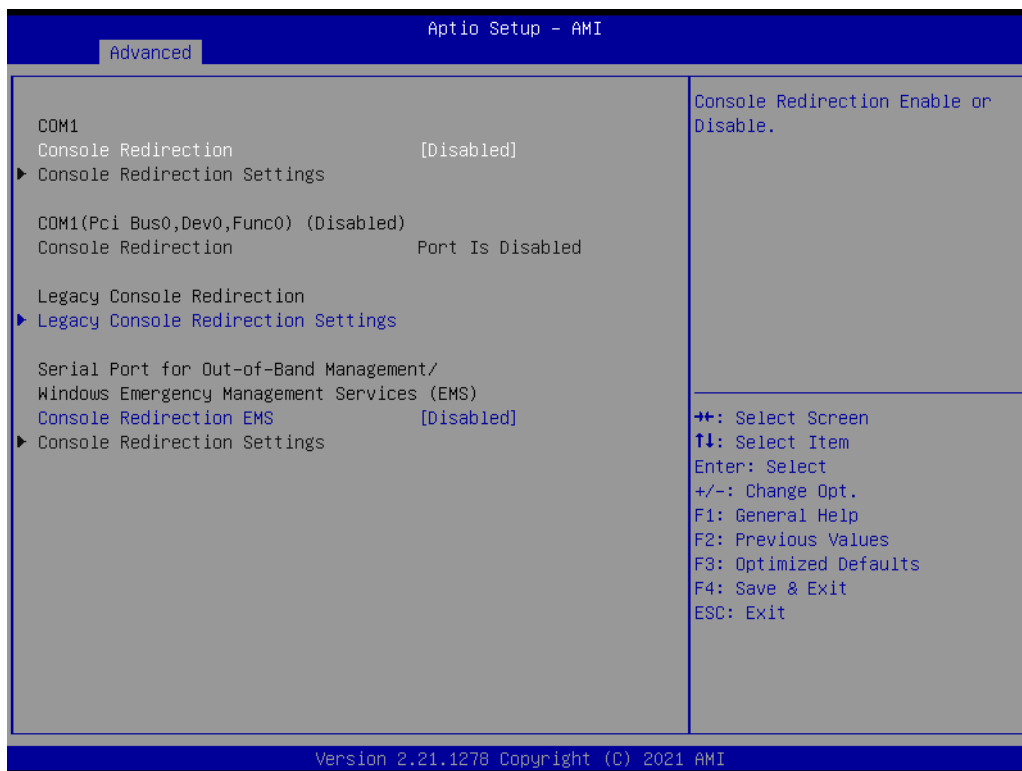 Aptio Setup – AMI
Advanced
COM1
Console Redirection [Disabled]
Console Redirection Settings
COM1(Pci Bus0,Dev0,Func0) (Disabled)
Console Redirection Port Is Disabled
Legacy Console Redirection
Legacy Console Redirection Settings
Serial Port for Out-of-Band Management/
Windows Emergency Management Services (EMS)
Console Redirection EMS [Disabled]
Console Redirection Settings
Console Redirection Enable or
Disable.
→←: Select Screen
↑↓: Select Item
Enter: Select
+/-: Change Opt.
F1: General Help
F2: Previous Values
F3: Optimized Defaults
F4: Save & Exit
ESC: Exit
Version 2.21.1278 Copyright (C) 2021 AMI